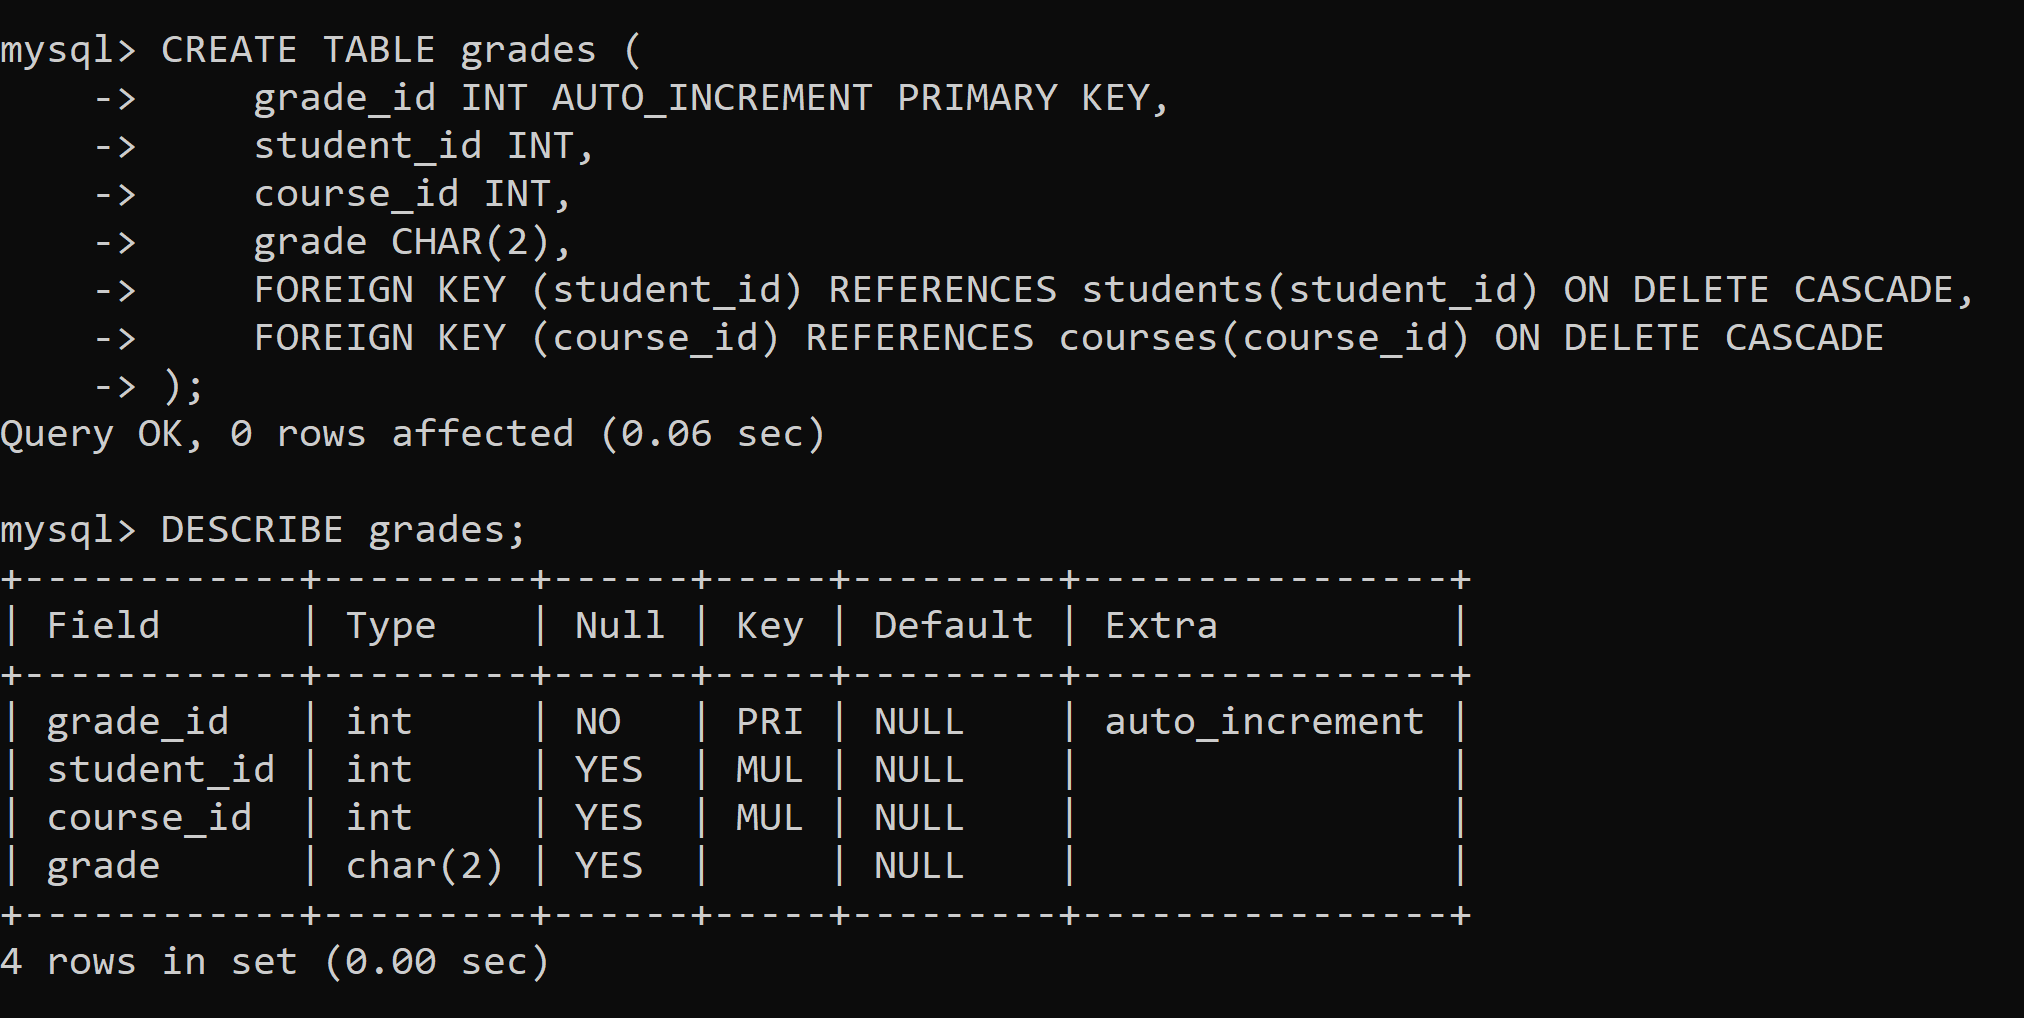 mysql> CREATE TABLE grades (
    ->     grade_id INT AUTO_INCREMENT PRIMARY KEY,
    ->     student_id INT,
    ->     course_id INT,
    ->     grade CHAR(2),
    ->     FOREIGN KEY (student_id) REFERENCES students(student_id) ON DELETE CASCADE,
    ->     FOREIGN KEY (course_id) REFERENCES courses(course_id) ON DELETE CASCADE
    -> );
Query OK, 0 rows affected (0.06 sec)

mysql> DESCRIBE grades;
+------------+---------+------+-----+---------+----------------+
| Field      | Type    | Null | Key | Default | Extra          |
+------------+---------+------+-----+---------+----------------+
| grade_id   | int     | NO   | PRI | NULL    | auto_increment |
| student_id | int     | YES  | MUL | NULL    |                |
| course_id  | int     | YES  | MUL | NULL    |                |
| grade      | char(2) | YES  |     | NULL    |                |
+------------+---------+------+-----+---------+----------------+
4 rows in set (0.00 sec)